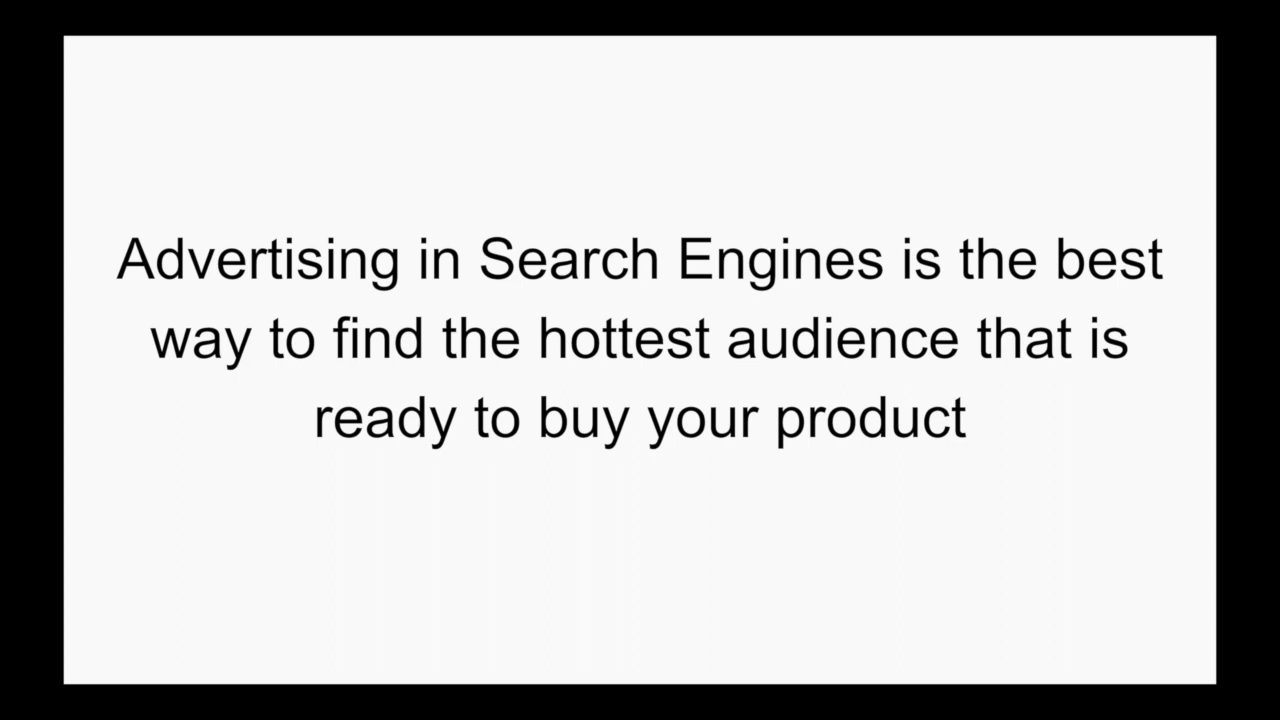 Advertising in Search Engines is the best
way to find the hottest audience that is
ready to buy your product